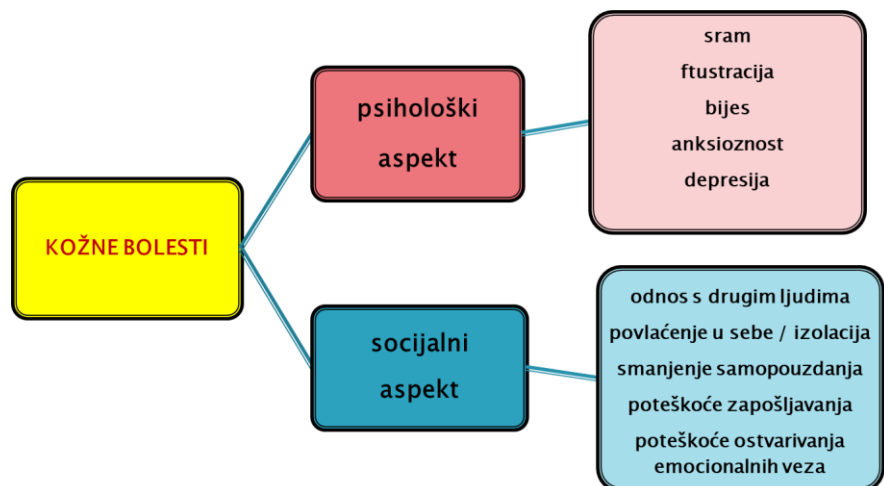 KOŽNE BOLESTI
psihološki
aspekt
sram
ftustracija
bijes
anksioznost
depresija
socijalni
aspekt
odnos s drugim ljudima
povlačenje u sebe / izolacija
smanjenje samopouzdanja
poteškoće zapošljavanja
poteškoće ostvarivanja
emocionalnih veza